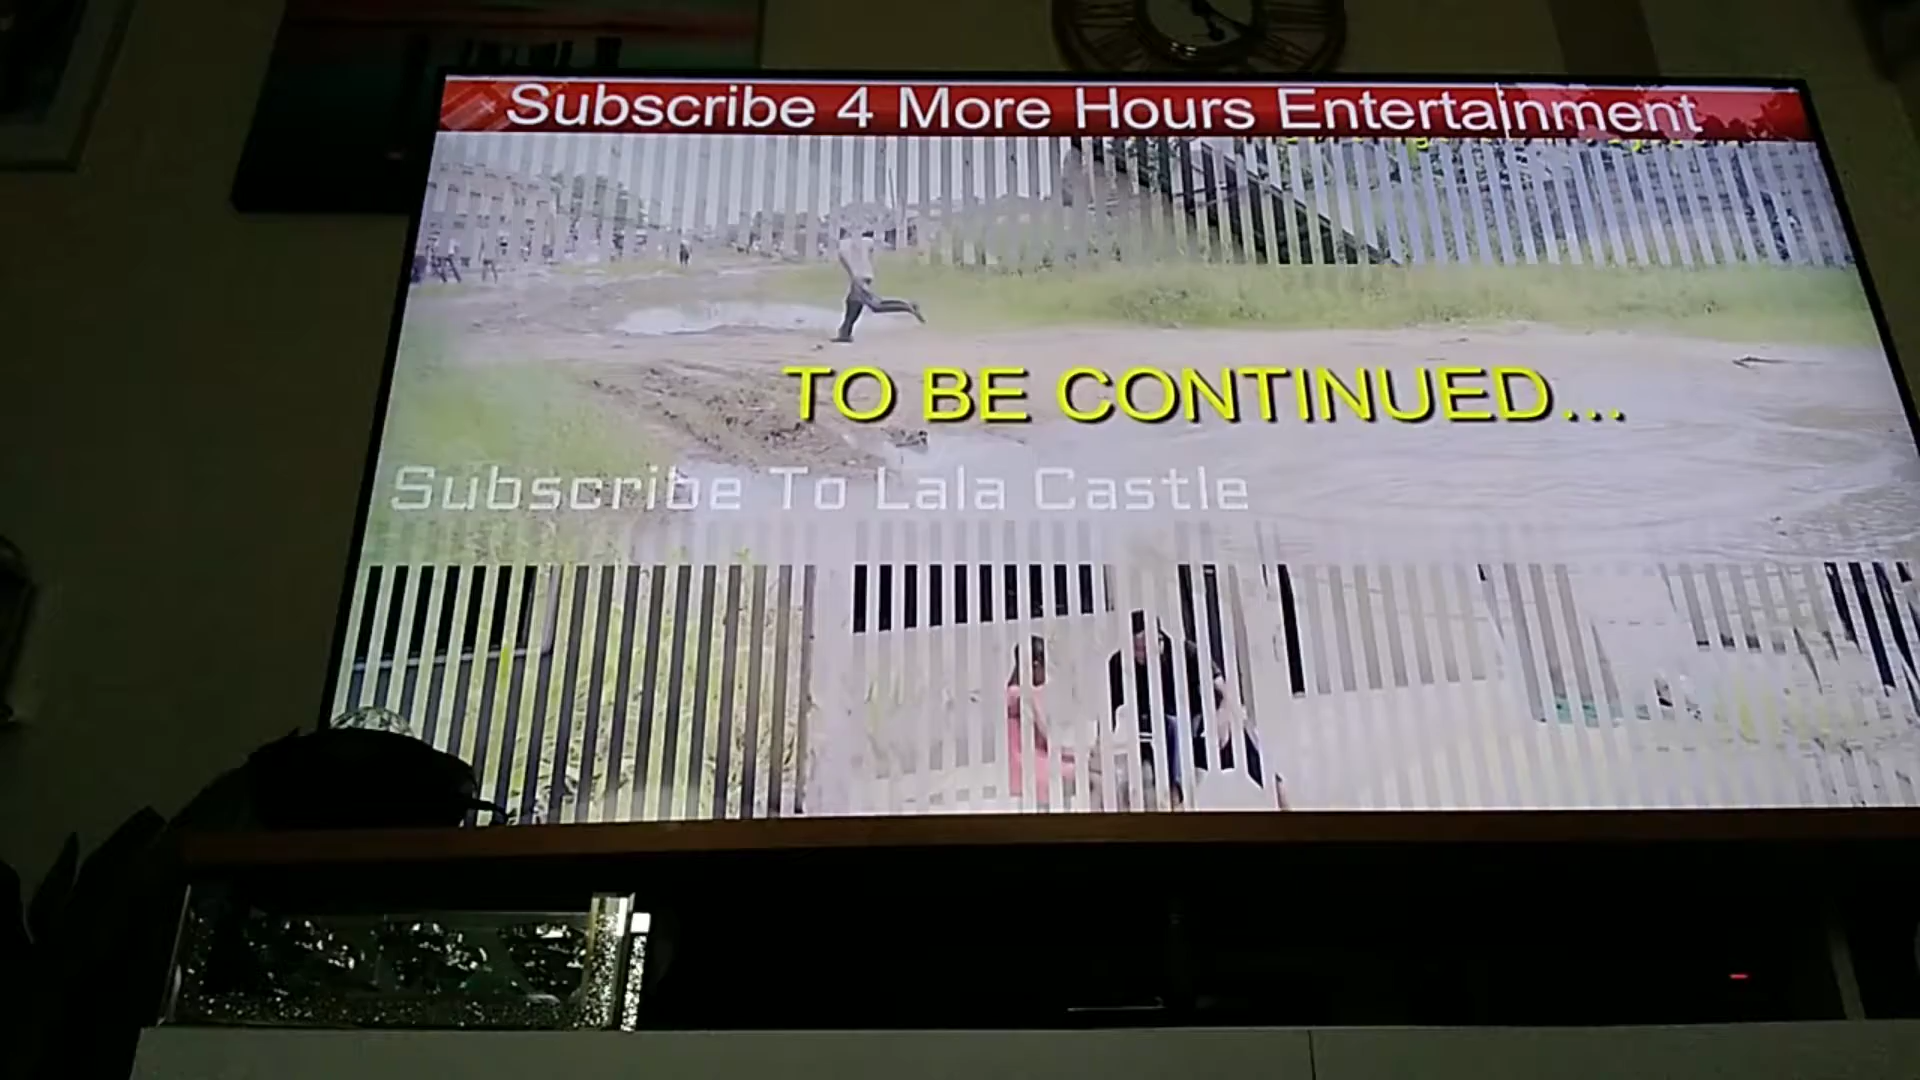 Subscribe 4 More Hours Entertainment
TO BE CONTINUED...
Subscribe To Lala Castle